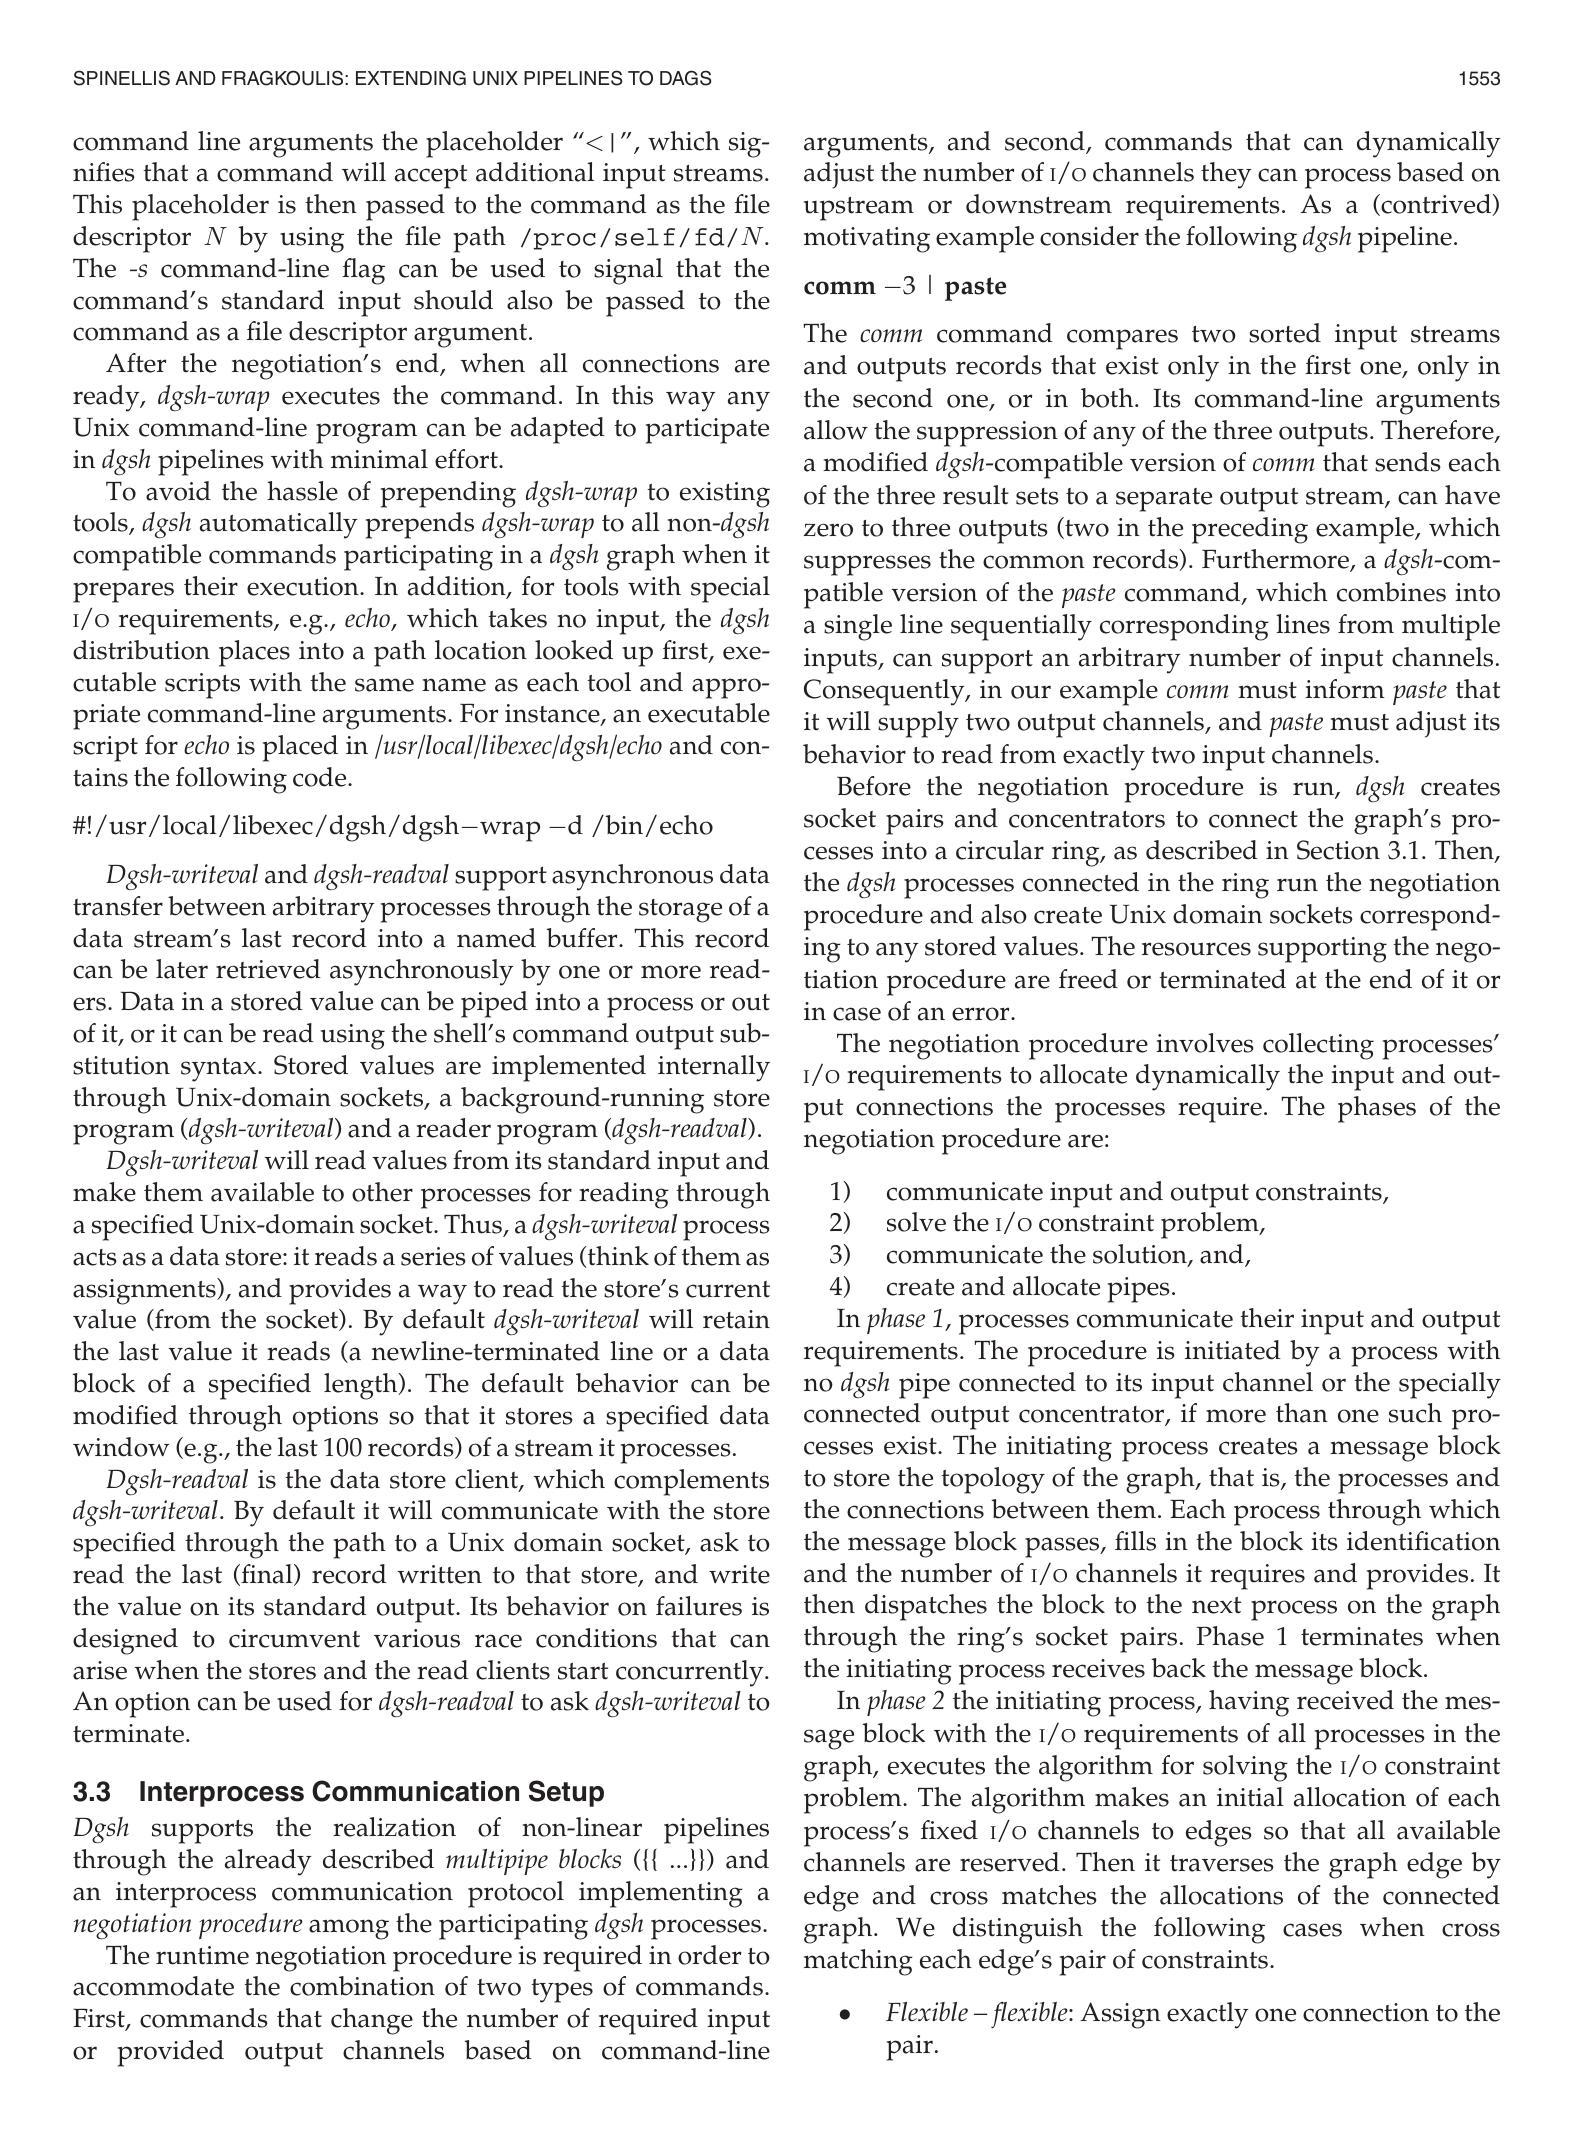 SPINELLIS AND FRAGKOULIS: EXTENDING UNIX PIPELINES TO DAGS
1553
command line arguments the placeholder “<|”, which sig-
nifies that a command will accept additional input streams.
This placeholder is then passed to the command as the file
descriptor N by using the file path /proc/self/fd/N.
The -s command-line flag can be used to signal that the
command's standard input should also be passed to the
command as a file descriptor argument.
After the negotiation's end, when all connections are
ready, dgsh-wrap executes the command. In this way any
Unix command-line program can be adapted to participate
in dgsh pipelines with minimal effort.
To avoid the hassle of prepending dgsh-wrap to existing
tools, dgsh automatically prepends dgsh-wrap to all non-dgsh
compatible commands participating in a dgsh graph when it
prepares their execution. In addition, for tools with special
I/O requirements, e.g., echo, which takes no input, the dgsh
distribution places into a path location looked up first, exe-
cutable scripts with the same name as each tool and appro-
priate command-line arguments. For instance, an executable
script for echo is placed in /usr/local/libexec/dgsh/echo and con-
tains the following code.
#!/usr/local/libexec/dgsh/dgsh−wrap −d /bin/echo
Dgsh-writeval and dgsh-readval support asynchronous data
transfer between arbitrary processes through the storage of a
data stream's last record into a named buffer. This record
can be later retrieved asynchronously by one or more read-
ers. Data in a stored value can be piped into a process or out
of it, or it can be read using the shell's command output sub-
stitution syntax. Stored values are implemented internally
through Unix-domain sockets, a background-running store
program (dgsh-writeval) and a reader program (dgsh-readval).
Dgsh-writeval will read values from its standard input and
make them available to other processes for reading through
a specified Unix-domain socket. Thus, a dgsh-writeval process
acts as a data store: it reads a series of values (think of them as
assignments), and provides a way to read the store's current
value (from the socket). By default dgsh-writeval will retain
the last value it reads (a newline-terminated line or a data
block of a specified length). The default behavior can be
modified through options so that it stores a specified data
window (e.g., the last 100 records) of a stream it processes.
Dgsh-readval is the data store client, which complements
dgsh-writeval. By default it will communicate with the store
specified through the path to a Unix domain socket, ask to
read the last (final) record written to that store, and write
the value on its standard output. Its behavior on failures is
designed to circumvent various race conditions that can
arise when the stores and the read clients start concurrently.
An option can be used for dgsh-readval to ask dgsh-writeval to
terminate.
3.3 Interprocess Communication Setup
Dgsh supports the realization of non-linear pipelines
through the already described multipipe blocks ({{ ...}}) and
an interprocess communication protocol implementing a
negotiation procedure among the participating dgsh processes.
The runtime negotiation procedure is required in order to
accommodate the combination of two types of commands.
First, commands that change the number of required input
or provided output channels based on command-line
arguments, and second, commands that can dynamically
adjust the number of I/O channels they can process based on
upstream or downstream requirements. As a (contrived)
motivating example consider the following dgsh pipeline.
comm −3 | paste
The comm command compares two sorted input streams
and outputs records that exist only in the first one, only in
the second one, or in both. Its command-line arguments
allow the suppression of any of the three outputs. Therefore,
a modified dgsh-compatible version of comm that sends each
of the three result sets to a separate output stream, can have
zero to three outputs (two in the preceding example, which
suppresses the common records). Furthermore, a dgsh-com-
patible version of the paste command, which combines into
a single line sequentially corresponding lines from multiple
inputs, can support an arbitrary number of input channels.
Consequently, in our example comm must inform paste that
it will supply two output channels, and paste must adjust its
behavior to read from exactly two input channels.
Before the negotiation procedure is run, dgsh creates
socket pairs and concentrators to connect the graph's pro-
cesses into a circular ring, as described in Section 3.1. Then,
the dgsh processes connected in the ring run the negotiation
procedure and also create Unix domain sockets correspond-
ing to any stored values. The resources supporting the nego-
tiation procedure are freed or terminated at the end of it or
in case of an error.
The negotiation procedure involves collecting processes'
I/O requirements to allocate dynamically the input and out-
put connections the processes require. The phases of the
negotiation procedure are:
1) communicate input and output constraints,
2) solve the I/O constraint problem,
3) communicate the solution, and,
4) create and allocate pipes.
In phase 1, processes communicate their input and output
requirements. The procedure is initiated by a process with
no dgsh pipe connected to its input channel or the specially
connected output concentrator, if more than one such pro-
cesses exist. The initiating process creates a message block
to store the topology of the graph, that is, the processes and
the connections between them. Each process through which
the message block passes, fills in the block its identification
and the number of I/O channels it requires and provides. It
then dispatches the block to the next process on the graph
through the ring's socket pairs. Phase 1 terminates when
the initiating process receives back the message block.
In phase 2 the initiating process, having received the mes-
sage block with the I/O requirements of all processes in the
graph, executes the algorithm for solving the I/O constraint
problem. The algorithm makes an initial allocation of each
process's fixed I/O channels to edges so that all available
channels are reserved. Then it traverses the graph edge by
edge and cross matches the allocations of the connected
graph. We distinguish the following cases when cross
matching each edge's pair of constraints.
• Flexible – flexible: Assign exactly one connection to the
pair.